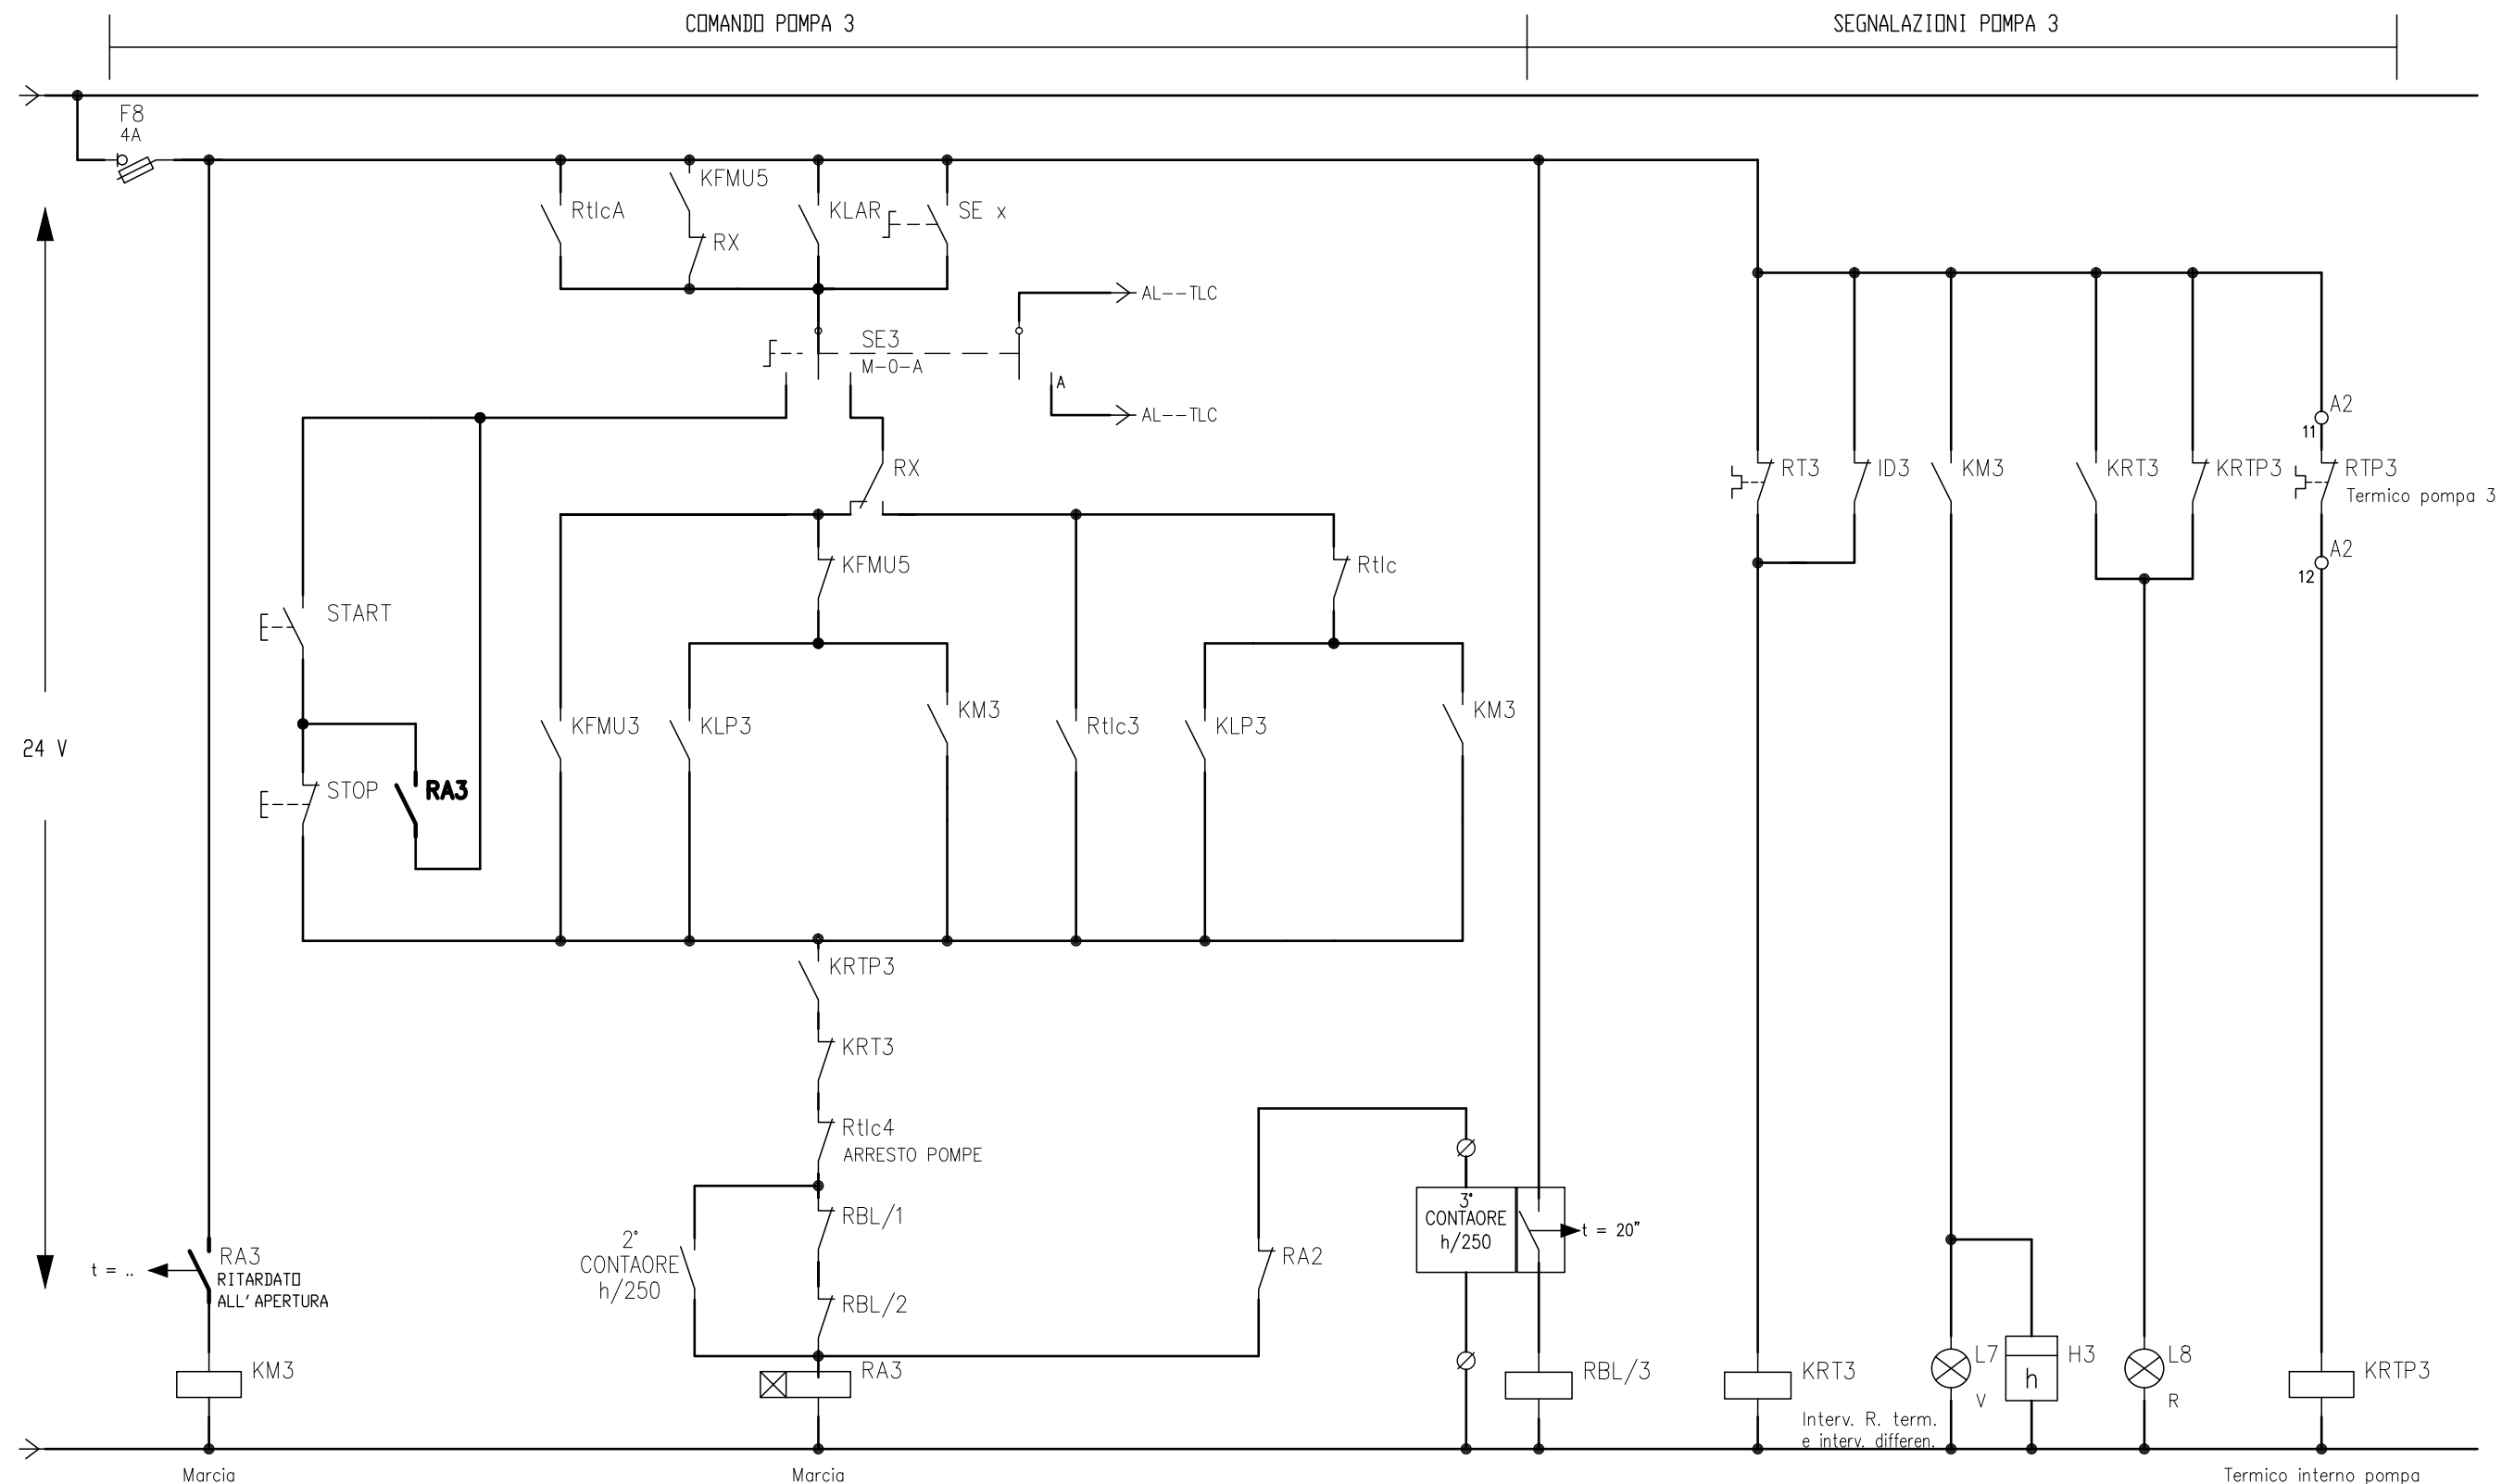 COMANDO POMPA 3
SEGNALAZIONI POMPA 3
F8
4A
KFMU5
RtlcA
KLAR
SE x
RX
AL--TLC
SE3
M-0-A
A
AL--TLC
A2
11
RX
RT3
ID3
KM3
KRT3
KRTP3
RTP3
Termico pompa 3
A2
12
KFMU5
Rtlc
START
KM3
KM3
KFMU3
KLP3
Rtlc3
KLP3
24 V
STOP
RA3
KRTP3
KRT3
Rtlc4
ARRESTO POMPE
RBL/1
3°
CONTAORE
h/250
t = 20"
2°
CONTAORE
h/250
RA3
RITARDATO
ALL' APERTURA
t = ..
RA2
RBL/2
KM3
RA3
RBL/3
KRT3
L7
V
H3
h
L8
R
KRTP3
Interv. R. term.
e interv. differen.
Marcia
Marcia
Termico interno pompa